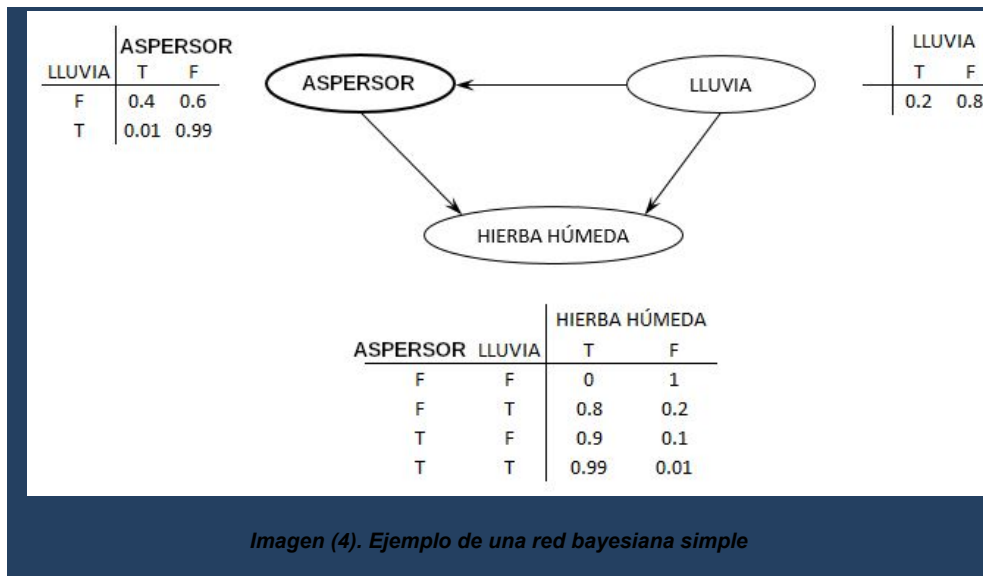 ASPERSOR
LLUVIA T F
F 0.4 0.6
T 0.01 0.99
ASPERSOR
LLUVIA
LLUVIA
T F
0.2 0.8
HIERBA HÚMEDA
HIERBA HÚMEDA
ASPERSOR LLUVIA T F
F F 0 1
F T 0.8 0.2
T F 0.9 0.1
T T 0.99 0.01
Imagen (4). Ejemplo de una red bayesiana simple